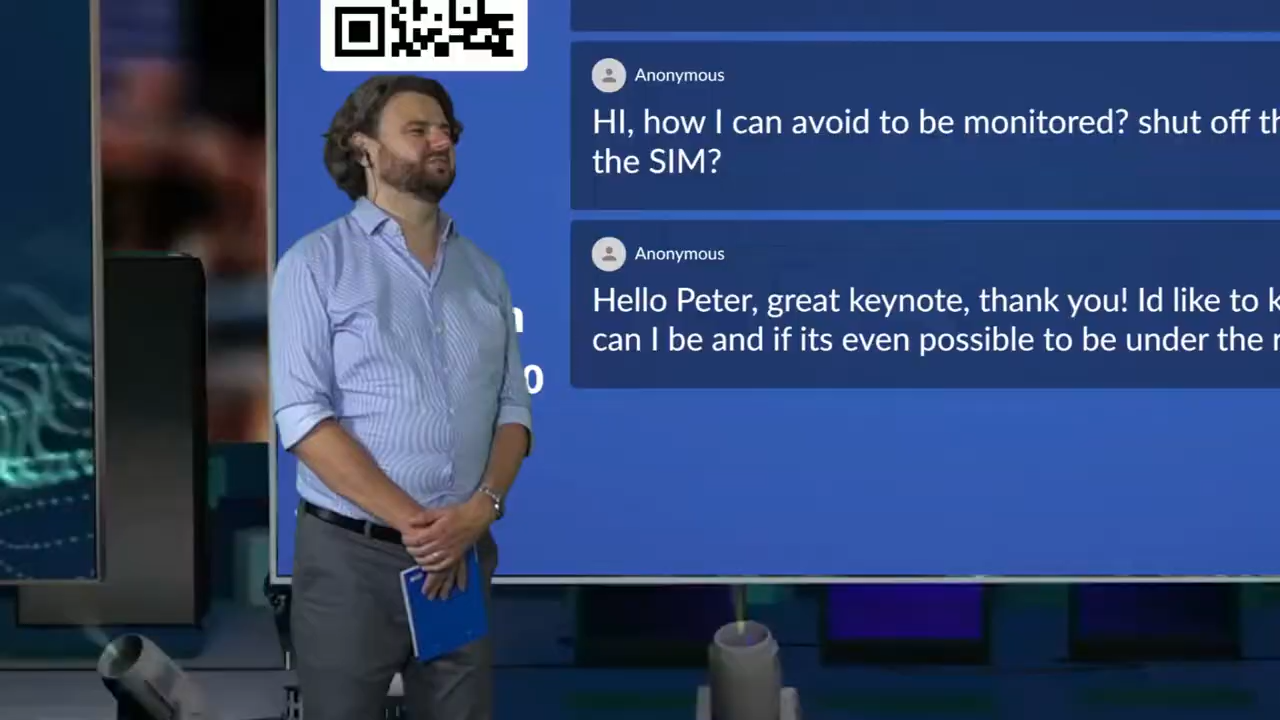 Anonymous
HI, how I can avoid to be monitored? shut off
the SIM?
Anonymous
Hello Peter, great keynote, thank you! Id like to
can I be and if its even possible to be under the